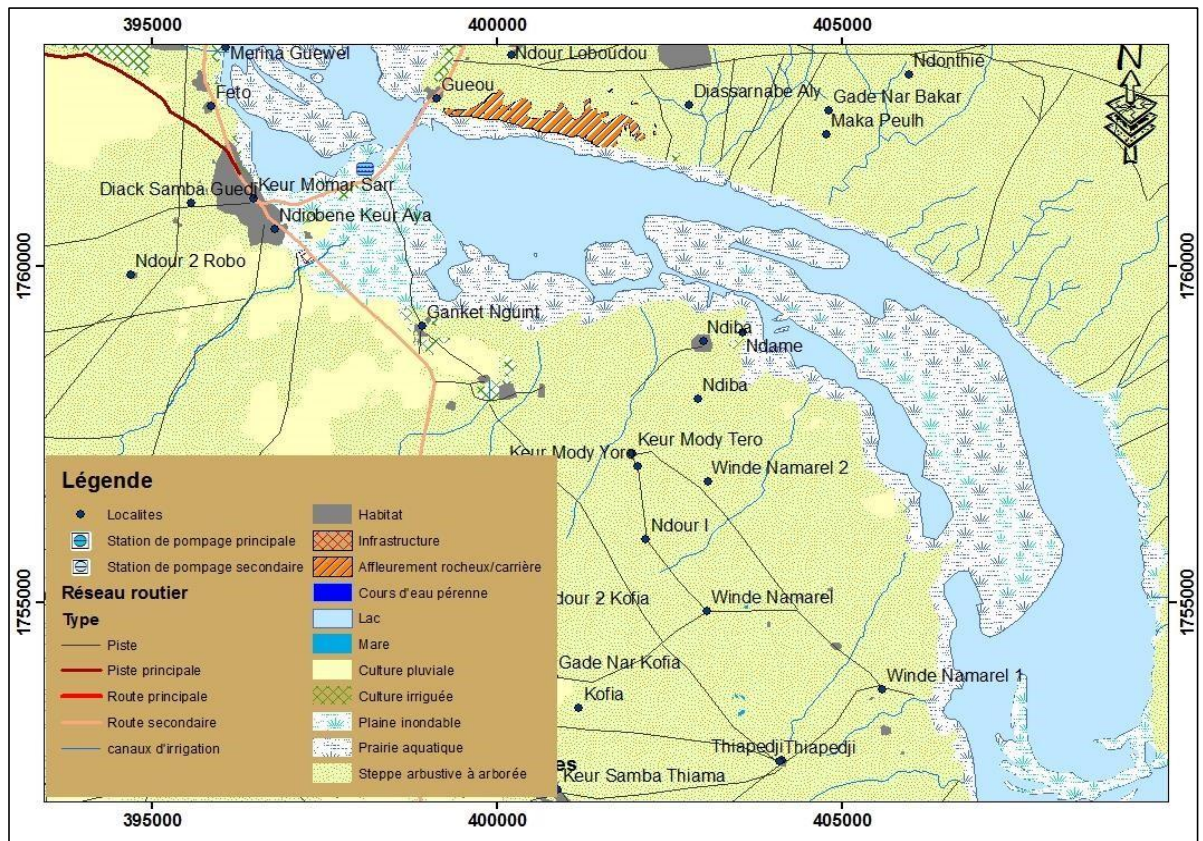 395000
400000
405000
Merina Guewel
Ndour Loboudou
N
Ndonthie
Feto
Gueou
Diassarnabe Aly
Gade Nar Bakar
Maka Peulh
Diack Samba Guedj
Keur Momar Sarr
Ndiobene Keur Aya
1760000
1760000
Ndour 2 Robo
Ganket Nguint
Ndiba
Ndame
Ndiba
Keur Mody Tero
Keur Mody Yor
Winde Namarel 2
Ndour I
dour 2 Kofia
Winde Namarel
1755000
1755000
Gade Nar Kofia
Winde Namarel 1
Kofia
Thiapedji
Thiapedji
es
Keur Samba Thiama
Légende
Localites
Station de pompage principale
Station de pompage secondaire
Réseau routier
Type
Piste
Piste principale
Route principale
Route secondaire
canaux d'irrigation
Habitat
Infrastructure
Affleurement rocheux/carrière
Cours d'eau pérenne
Lac
Mare
Culture pluviale
Culture irriguée
Plaine inondable
Prairie aquatique
Steppe arbustive à arborée
395000
400000
405000